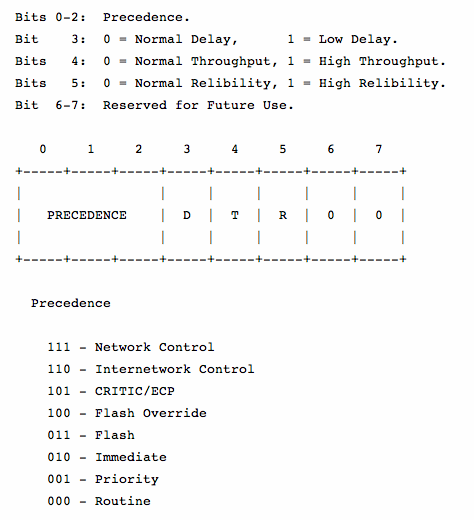 Bits 0-2:  Precedence.
Bit    3:  0 = Normal Delay,      1 = Low Delay.
Bits   4:  0 = Normal Throughput, 1 = High Throughput.
Bits   5:  0 = Normal Relibility, 1 = High Relibility.
Bit  6-7:  Reserved for Future Use.
   0     1     2     3     4     5     6     7
+-----+-----+-----+-----+-----+-----+-----+-----+
|                 |     |     |     |     |     |
|   PRECEDENCE    |  D  |  T  |  R  |  0  |  0  |
|                 |     |     |     |     |     |
+-----+-----+-----+-----+-----+-----+-----+-----+
Precedence
111 - Network Control
110 - Internetwork Control
101 - CRITIC/ECP
100 - Flash Override
011 - Flash
010 - Immediate
001 - Priority
000 - Routine